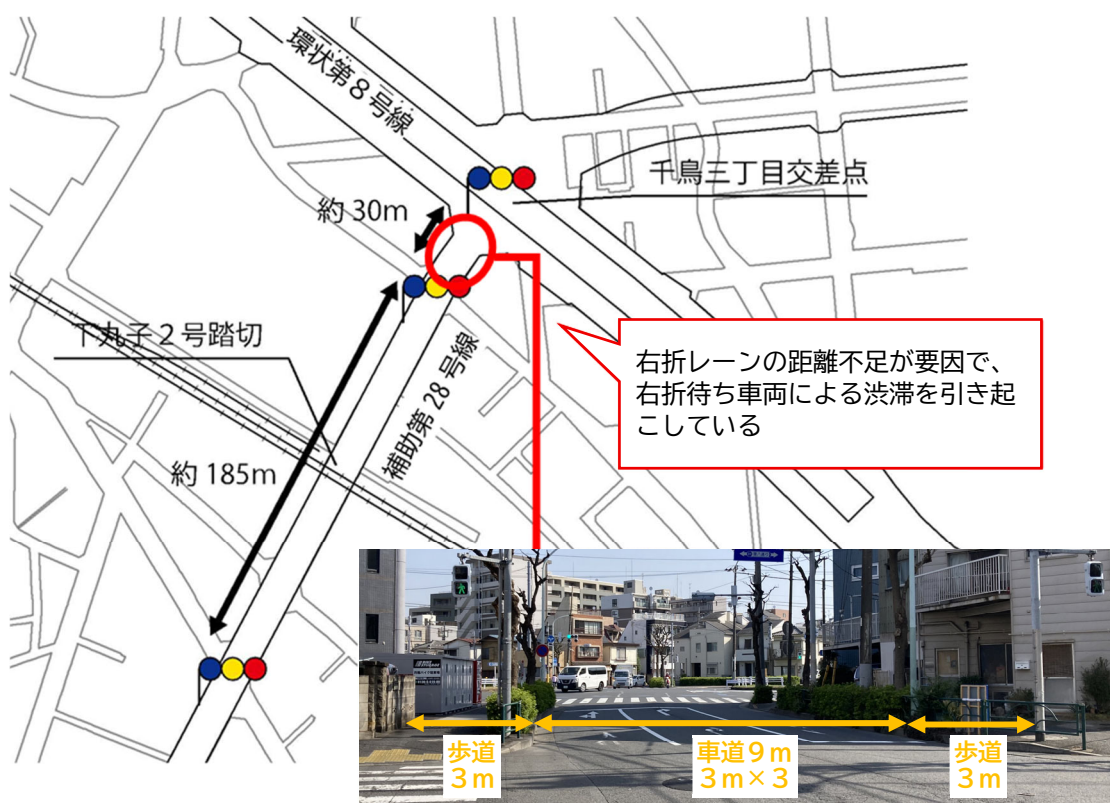 環状第8号線
千鳥三丁目交差点
約 30m
下丸子2号踏切
補助第 28 号線
約 185m
右折レーンの距離不足が要因で、
右折待ち車両による渋滞を引き起
こしている
歩道
3m
車道9m
3m×3
歩道
3m